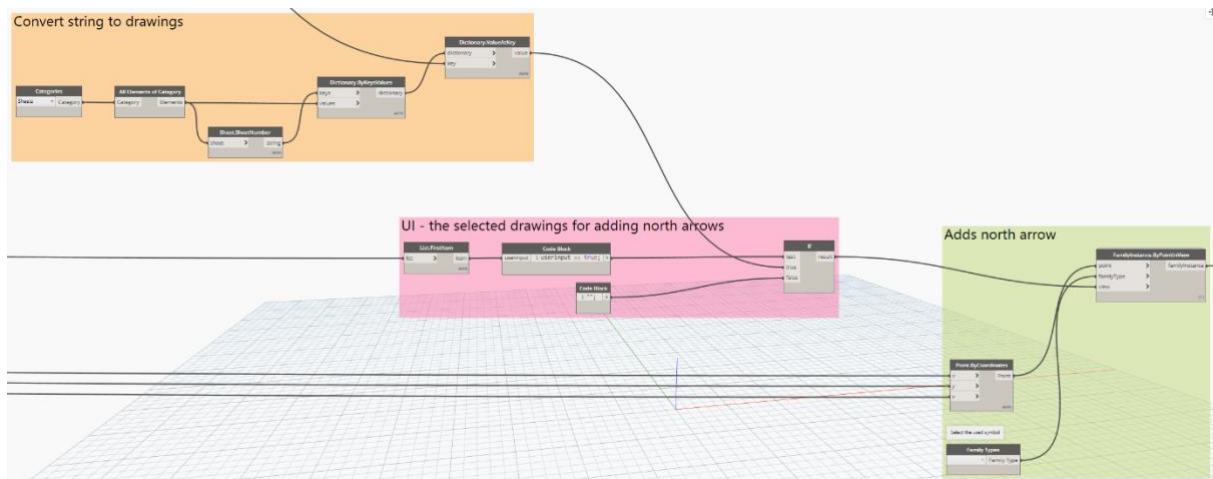 Convert string to drawings
Dictionary.ValueAtKey
dictionary > value
key >
Categories
Sheets Category
All Elements of Category
Category Elements
Dictionary.ByKeysValues
keys > dictionary
values >
Sheet.SheetNumber
sheet > string
UI - the selected drawings for adding north arrows
List.FirstItem
list > item
Code Block
userinput 1 userinput == true; >
If
test result
true
false
Code Block
1 "" >
Adds north arrow
FamilyInstance.ByPointInView
point > familyInstance
familyType >
view >
Point.ByCoordinates
x > Point
y >
Select the used symbol
Family Types
Family Type